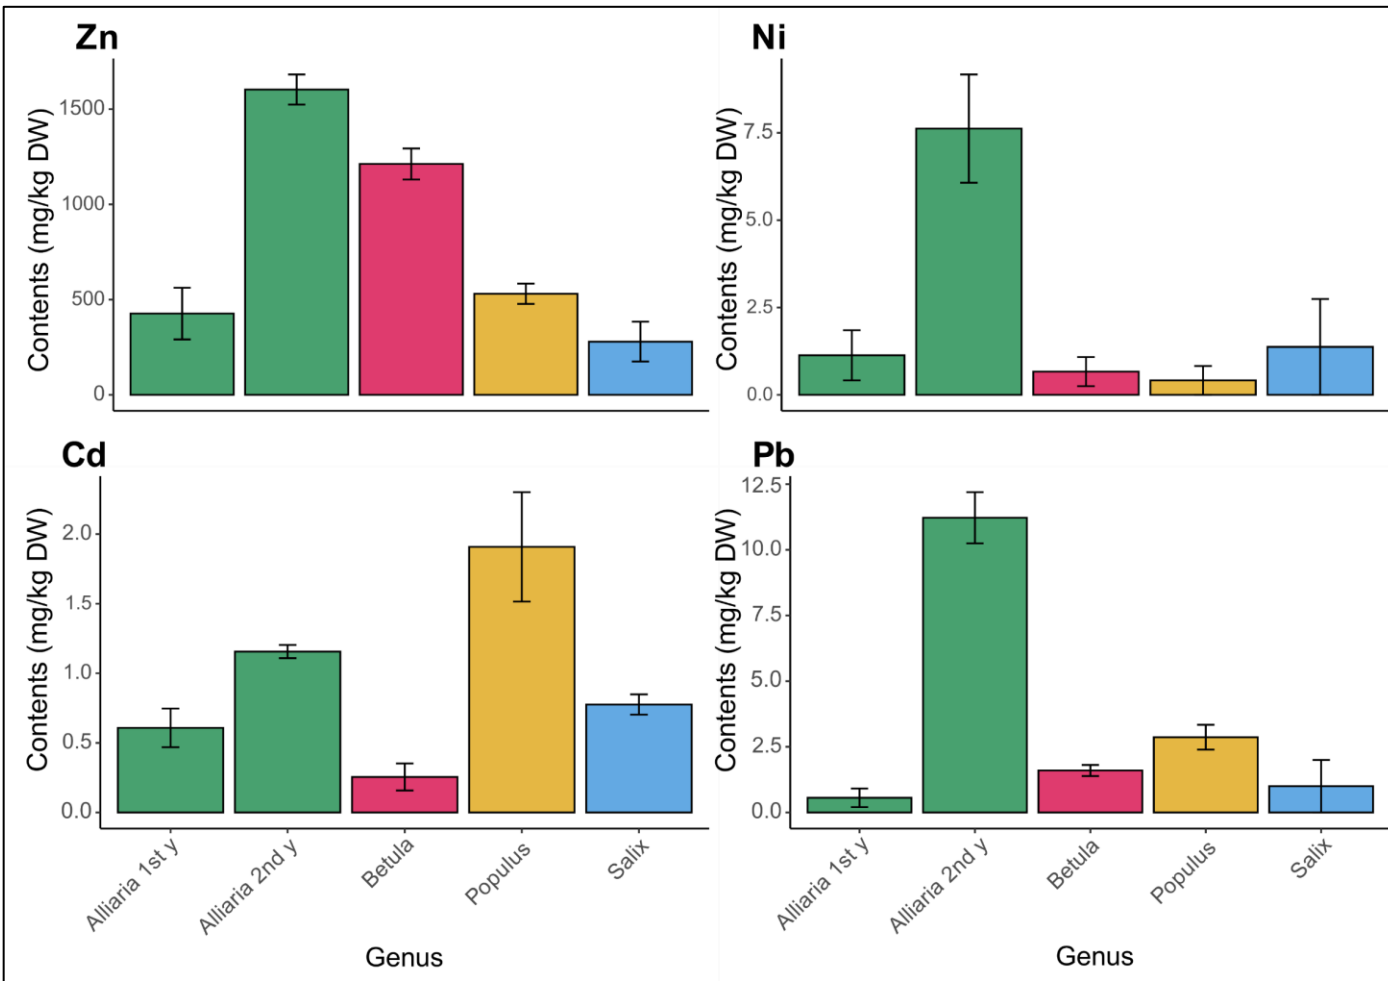 Zn
Contents (mg/kg DW)
1500
1000
500
0
Ni
Contents (mg/kg DW)
7.5
5.0
2.5
0.0
Cd
Contents (mg/kg DW)
2.0
1.5
1.0
0.5
0.0
Alliaria 1st y
Alliaria 2nd y
Betula
Populus
Salix
Genus
Pb
Contents (mg/kg DW)
12.5
10.0
7.5
5.0
2.5
0.0
Alliaria 1st y
Alliaria 2nd y
Betula
Populus
Salix
Genus